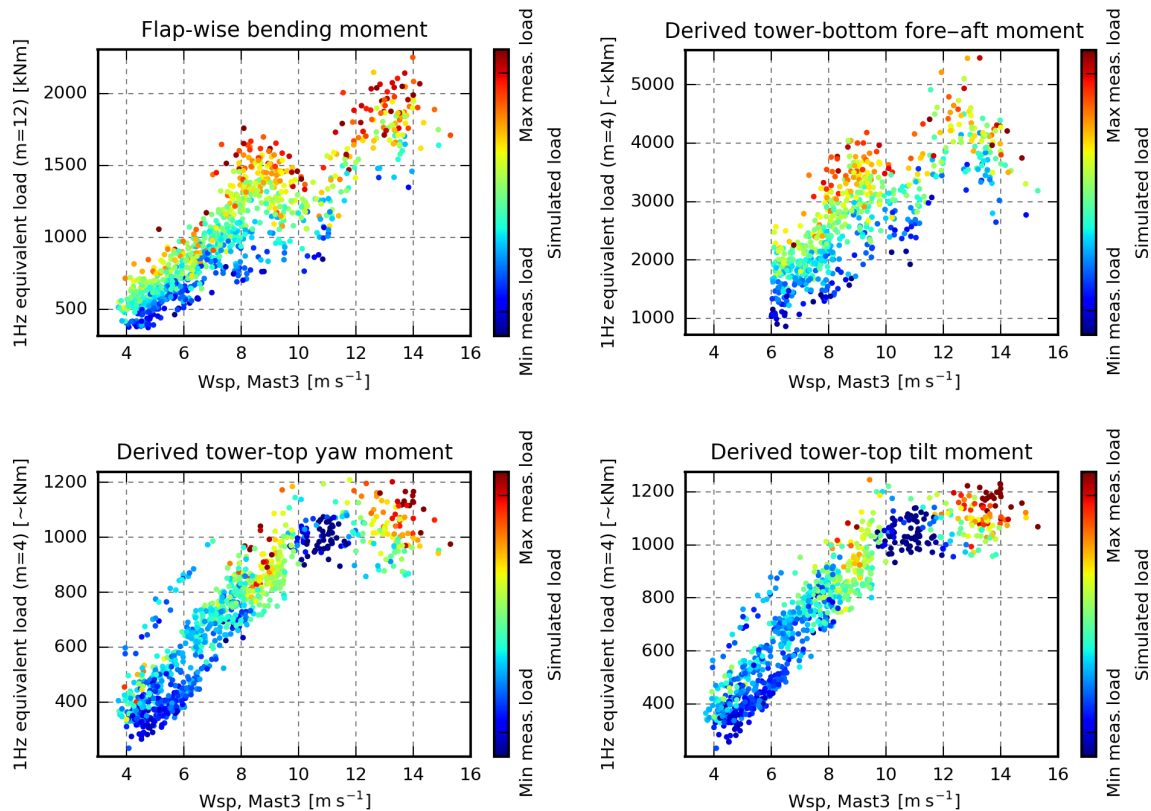 Flap-wise bending moment
1Hz equivalent load (m=12) [kNm]
2000
1500
1000
500
4 6 8 10 12 14 16
Wsp, Mast3 [m s⁻¹]
Max meas. load
Simulated load
Min meas. load
Derived tower-bottom fore–aft moment
1Hz equivalent load (m=4) [~kNm]
5000
4000
3000
2000
1000
4 6 8 10 12 14 16
Wsp, Mast3 [m s⁻¹]
Max meas. load
Simulated load
Min meas. load
Derived tower-top yaw moment
1Hz equivalent load (m=4) [~kNm]
1200
1000
800
600
400
4 6 8 10 12 14 16
Wsp, Mast3 [m s⁻¹]
Max meas. load
Simulated load
Min meas. load
Derived tower-top tilt moment
1Hz equivalent load (m=4) [~kNm]
1200
1000
800
600
400
4 6 8 10 12 14 16
Wsp, Mast3 [m s⁻¹]
Max meas. load
Simulated load
Min meas. load